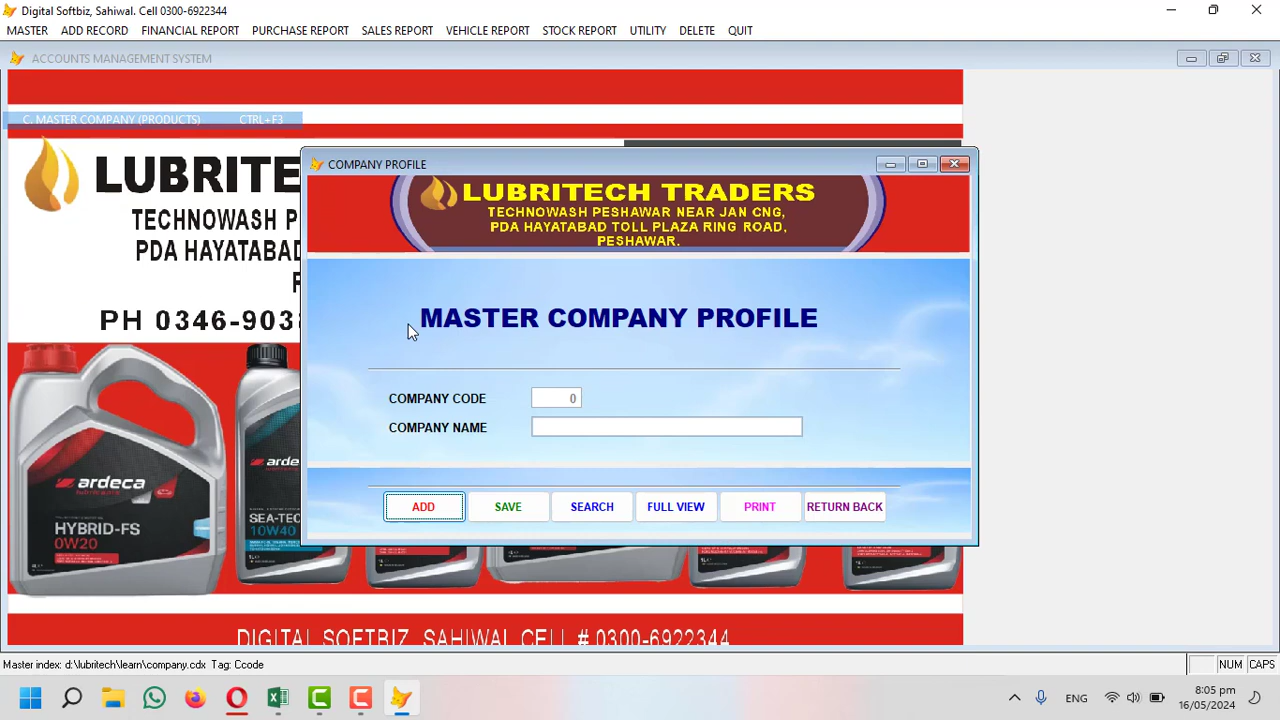 Digital Softbiz, Sahiwal. Cell 0300-6922344
MASTER ADD RECORD FINANCIAL REPORT PURCHASE REPORT SALES REPORT VEHICLE REPORT STOCK REPORT UTILITY DELETE QUIT
ACCOUNTS MANAGEMENT SYSTEM
C. MASTER COMPANY (PRODUCTS) CTRL+F3
LUBRITE
TECHNOWASH P
PDA HAYATABAD
PH 0346-903
COMPANY PROFILE
LUBRITECH TRADERS
TECHNOWASH PESHAWAR NEAR JAN CNG,
PDA HAYATABAD TOLL PLAZA RING ROAD,
PESHAWAR.
MASTER COMPANY PROFILE
COMPANY CODE 0
COMPANY NAME
ADD SAVE SEARCH FULL VIEW PRINT RETURN BACK
ardeca
lubricants
HYBRID-FS
0W20
ardec
SEA-TEC
10W40
DIGITAL SOFTBIZ SAHIWAL CELL # 0300-6922344
Master index: d:\lubritech\learn\company.cdx Tag: Ccode
NUM CAPS
ENG
8:05 pm
16/05/2024